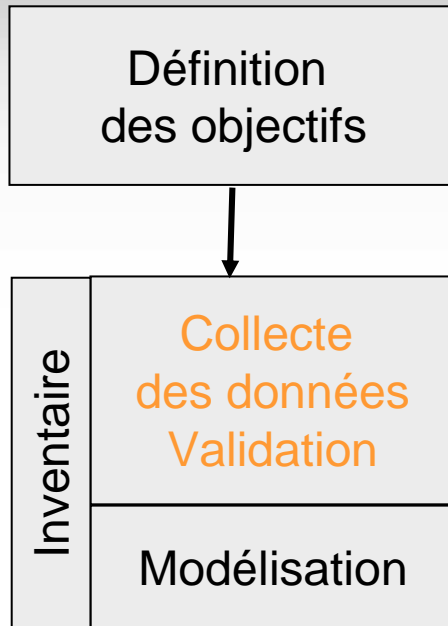 Définition
des objectifs
Inventaire
Collecte
des données
Validation
Modélisation